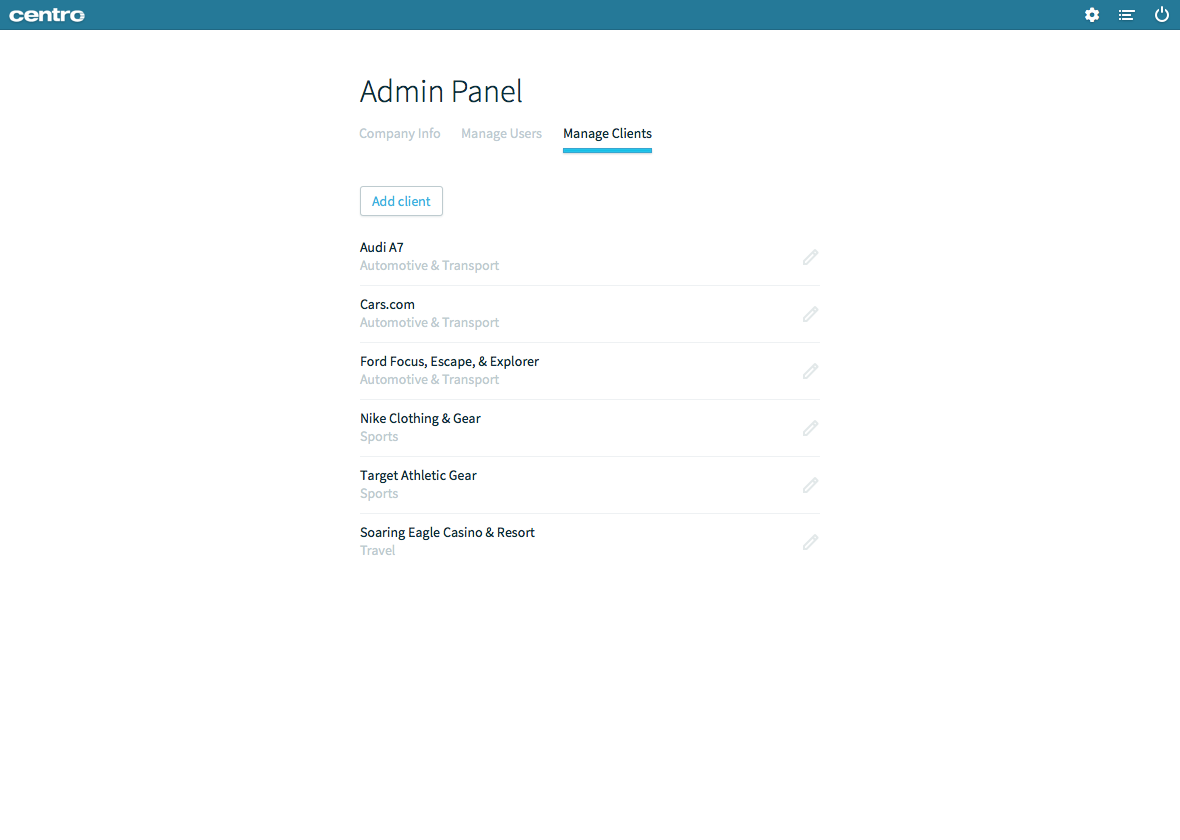 centro
Admin Panel
Company Info Manage Users Manage Clients
Add client
Audi A7
Automotive & Transport
Cars.com
Automotive & Transport
Ford Focus, Escape, & Explorer
Automotive & Transport
Nike Clothing & Gear
Sports
Target Athletic Gear
Sports
Soaring Eagle Casino & Resort
Travel